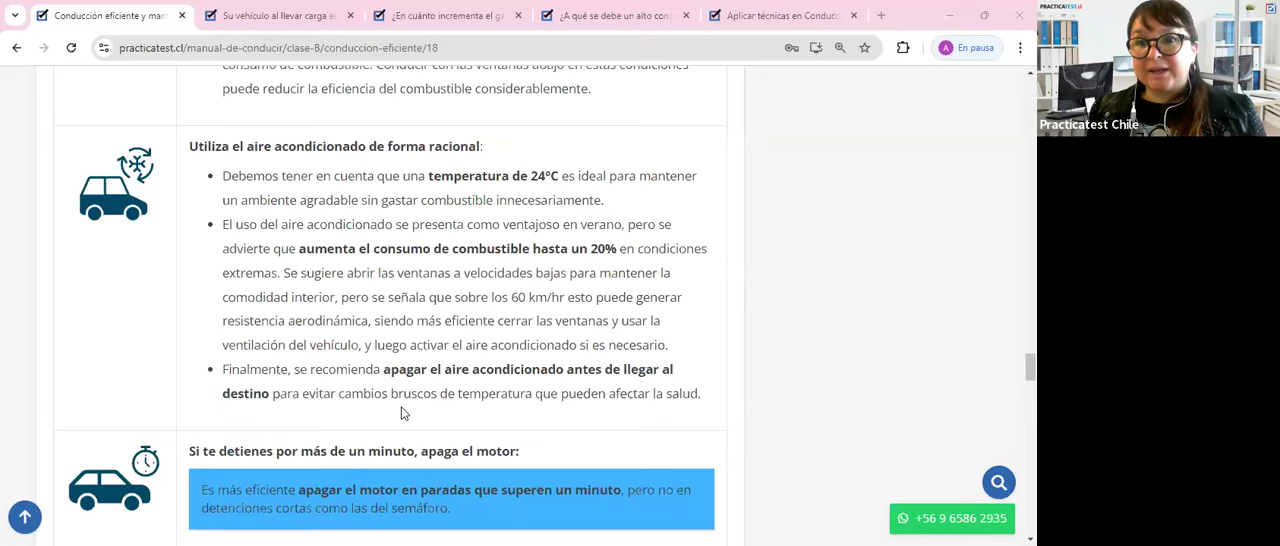 Conducción eficiente y man
Su vehículo al llevar carga e
¿En cuánto incrementa el ga
¿A qué se debe un alto con
Aplicar técnicas en Conducc
practicatest.cl/manual-de-conducir/clase-B/conduccion-eficiente/18
A
En pausa
PRACTICATEST.cl
Practicatest Chile
consumo de combustible. Conducir con las ventanas abajo en estas condiciones
puede reducir la eficiencia del combustible considerablemente.
Utiliza el aire acondicionado de forma racional:
Debemos tener en cuenta que una temperatura de 24°C es ideal para mantener
un ambiente agradable sin gastar combustible innecesariamente.
El uso del aire acondicionado se presenta como ventajoso en verano, pero se
advierte que aumenta el consumo de combustible hasta un 20% en condiciones
extremas. Se sugiere abrir las ventanas a velocidades bajas para mantener la
comodidad interior, pero se señala que sobre los 60 km/hr esto puede generar
resistencia aerodinámica, siendo más eficiente cerrar las ventanas y usar la
ventilación del vehículo, y luego activar el aire acondicionado si es necesario.
Finalmente, se recomienda apagar el aire acondicionado antes de llegar al
destino para evitar cambios bruscos de temperatura que pueden afectar la salud.
Si te detienes por más de un minuto, apaga el motor:
Es más eficiente apagar el motor en paradas que superen un minuto, pero no en
detenciones cortas como las del semáforo.
+56 9 6586 2935